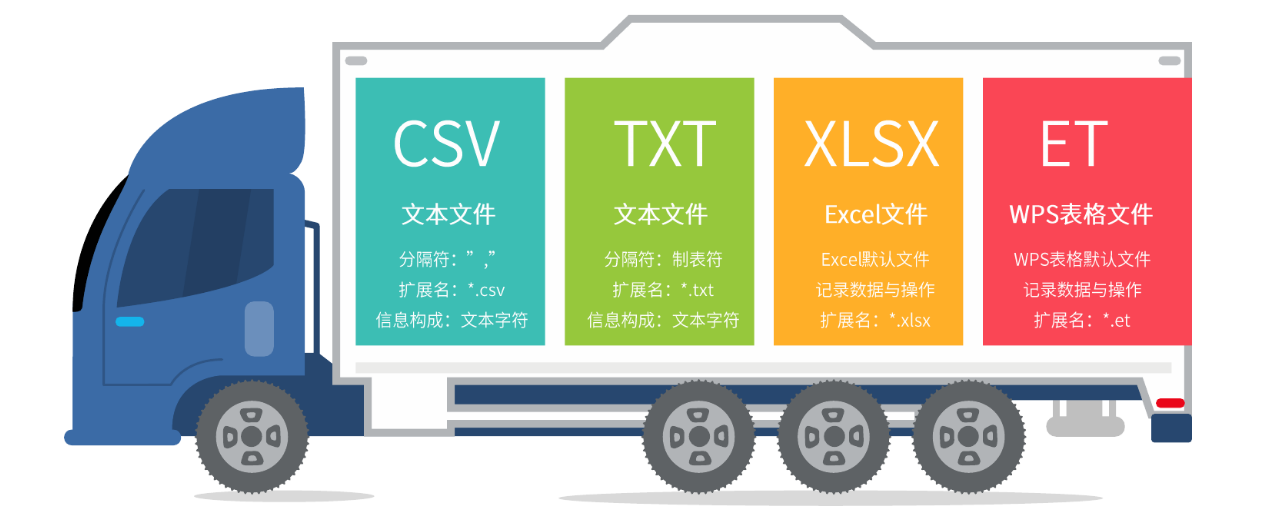 CSV
文本文件
分隔符：”,”
扩展名：*.csv
信息构成：文本字符
TXT
文本文件
分隔符：制表符
扩展名：*.txt
信息构成：文本字符
XLSX
Excel文件
Excel默认文件
记录数据与操作
扩展名：*.xlsx
ET
WPS表格文件
WPS表格默认文件
记录数据与操作
扩展名：*.et